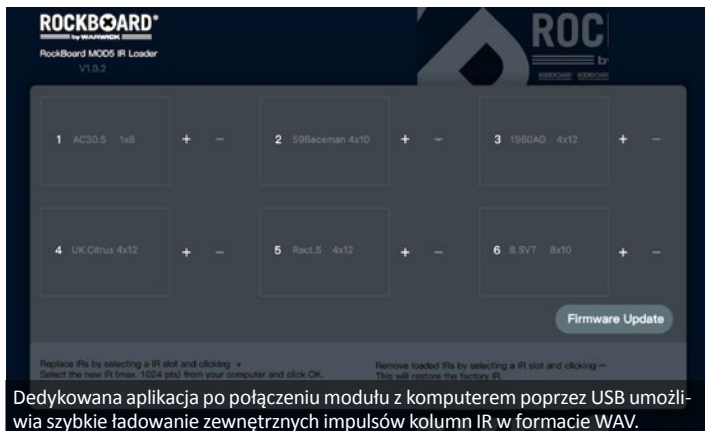 ROCKBOARD®
by WARWICK
ROC
b
ROCKBOARD ROCKBOARD
RockBoard MOD5 IR Loader
V1.0.2
1 AC30.S 1x8 + −
2 59Baceman 4x10 + −
3 1960AG 4x12 + −
4 UK.Citrus 4x12 + −
5 Rect.S 4x12 + −
6 B.SVT 8x10 + −
Firmware Update
Replace IRs by selecting a IR slot and clicking +
Select the new IR (max. 1024 pts) from your computer and click OK.
Remove loaded IRs by selecting a IR slot and clicking −
This will restore the factory IR.
Dedykowana aplikacja po połączeniu modułu z komputerem poprzez USB umożli-
wia szybkie ładowanie zewnętrznych impulsów kolumn IR w formacie WAV.